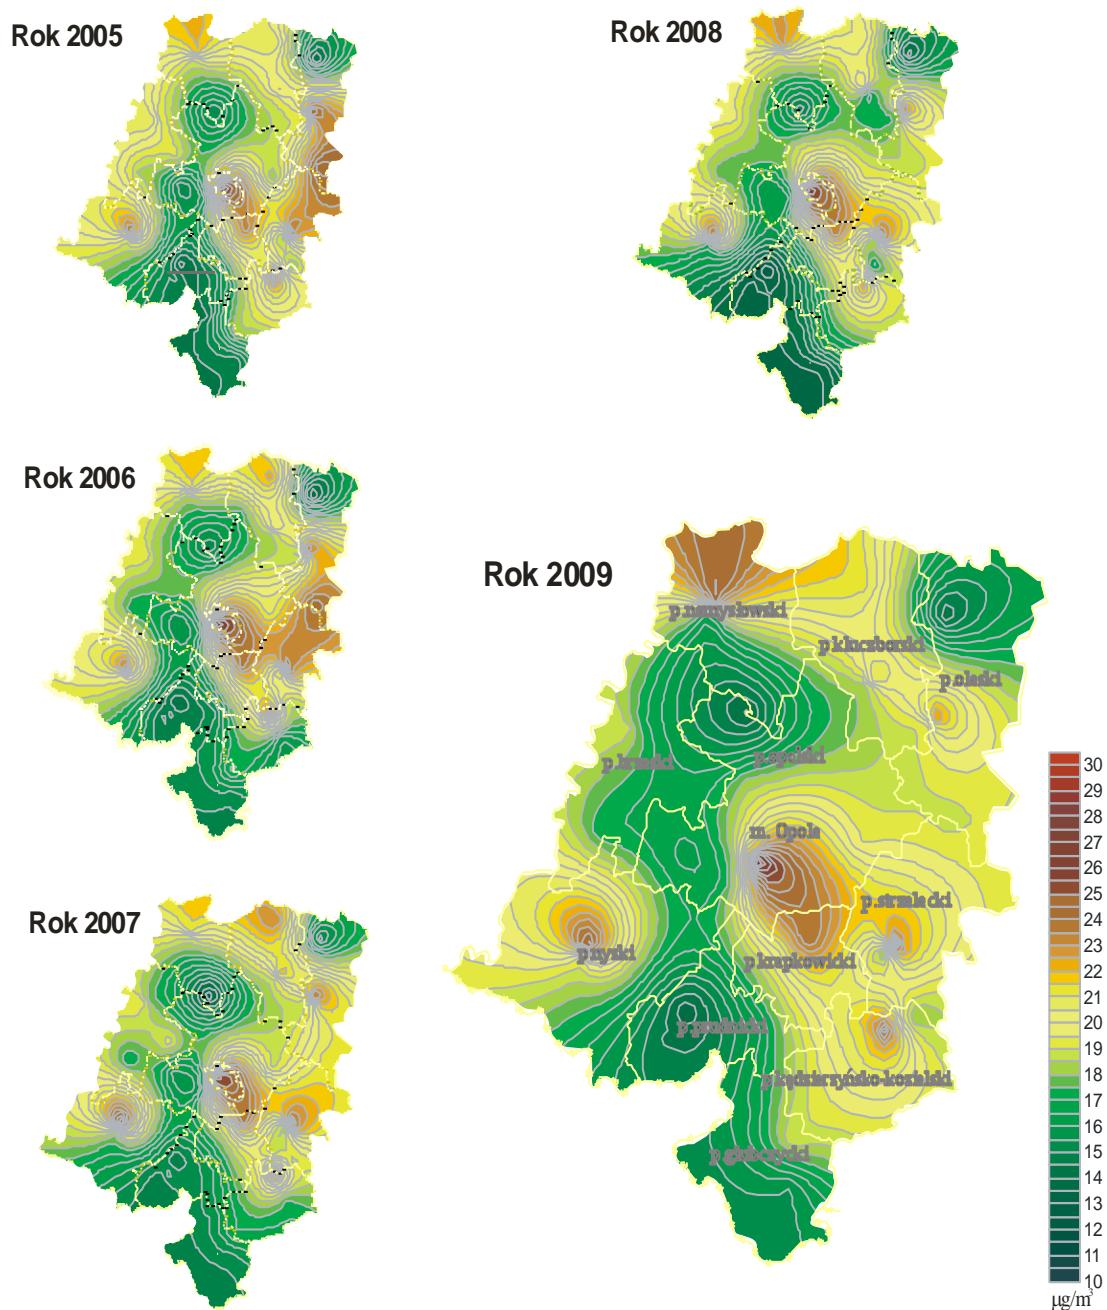 Rok 2005
Rok 2008
Rok 2006
Rok 2009
p.namysłowski
p.kluczborski
p.oleski
p.brzeski
p.opolski
m. Opole
p.strzelecki
p.nyski
p.krapkowicki
p.prudnicki
p.kędzierzyńsko-kozielski
p.głubczycki
Rok 2007
30
29
28
27
26
25
24
23
22
21
20
19
18
17
16
15
14
13
12
11
10
µg/m³